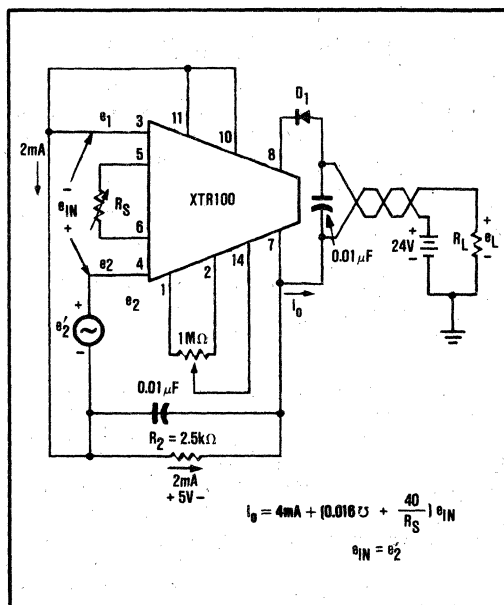 D1
11
10
e1
3
8
2mA
5
-
eIN
RS
XTR100
+
6
24V
+
-
RL
+
eL
-
7
0.01μF
e2
4
e2
1
2
14
Io
+
e'2
-
1MΩ
0.01μF
R2 = 2.5kΩ
2mA
+ 5V -
Io = 4mA + (0.016 ℧ + 40/RS) eIN
eIN = e'2